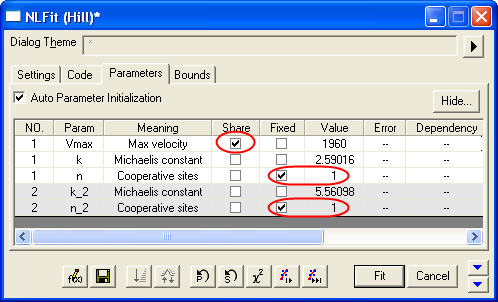 NLFit (Hill)*
Dialog Theme *
Settings Code Parameters Bounds
Auto Parameter Initialization
Hide...
NO. Param Meaning Share Fixed Value Error Dependency
1 Vmax Max velocity 1960 -- --
1 k Michaelis constant 2.59016 -- --
1 n Cooperative sites 1 -- --
2 k_2 Michaelis constant 5.56098 -- --
2 n_2 Cooperative sites 1 -- --
f(x) P S χ² Fit Cancel